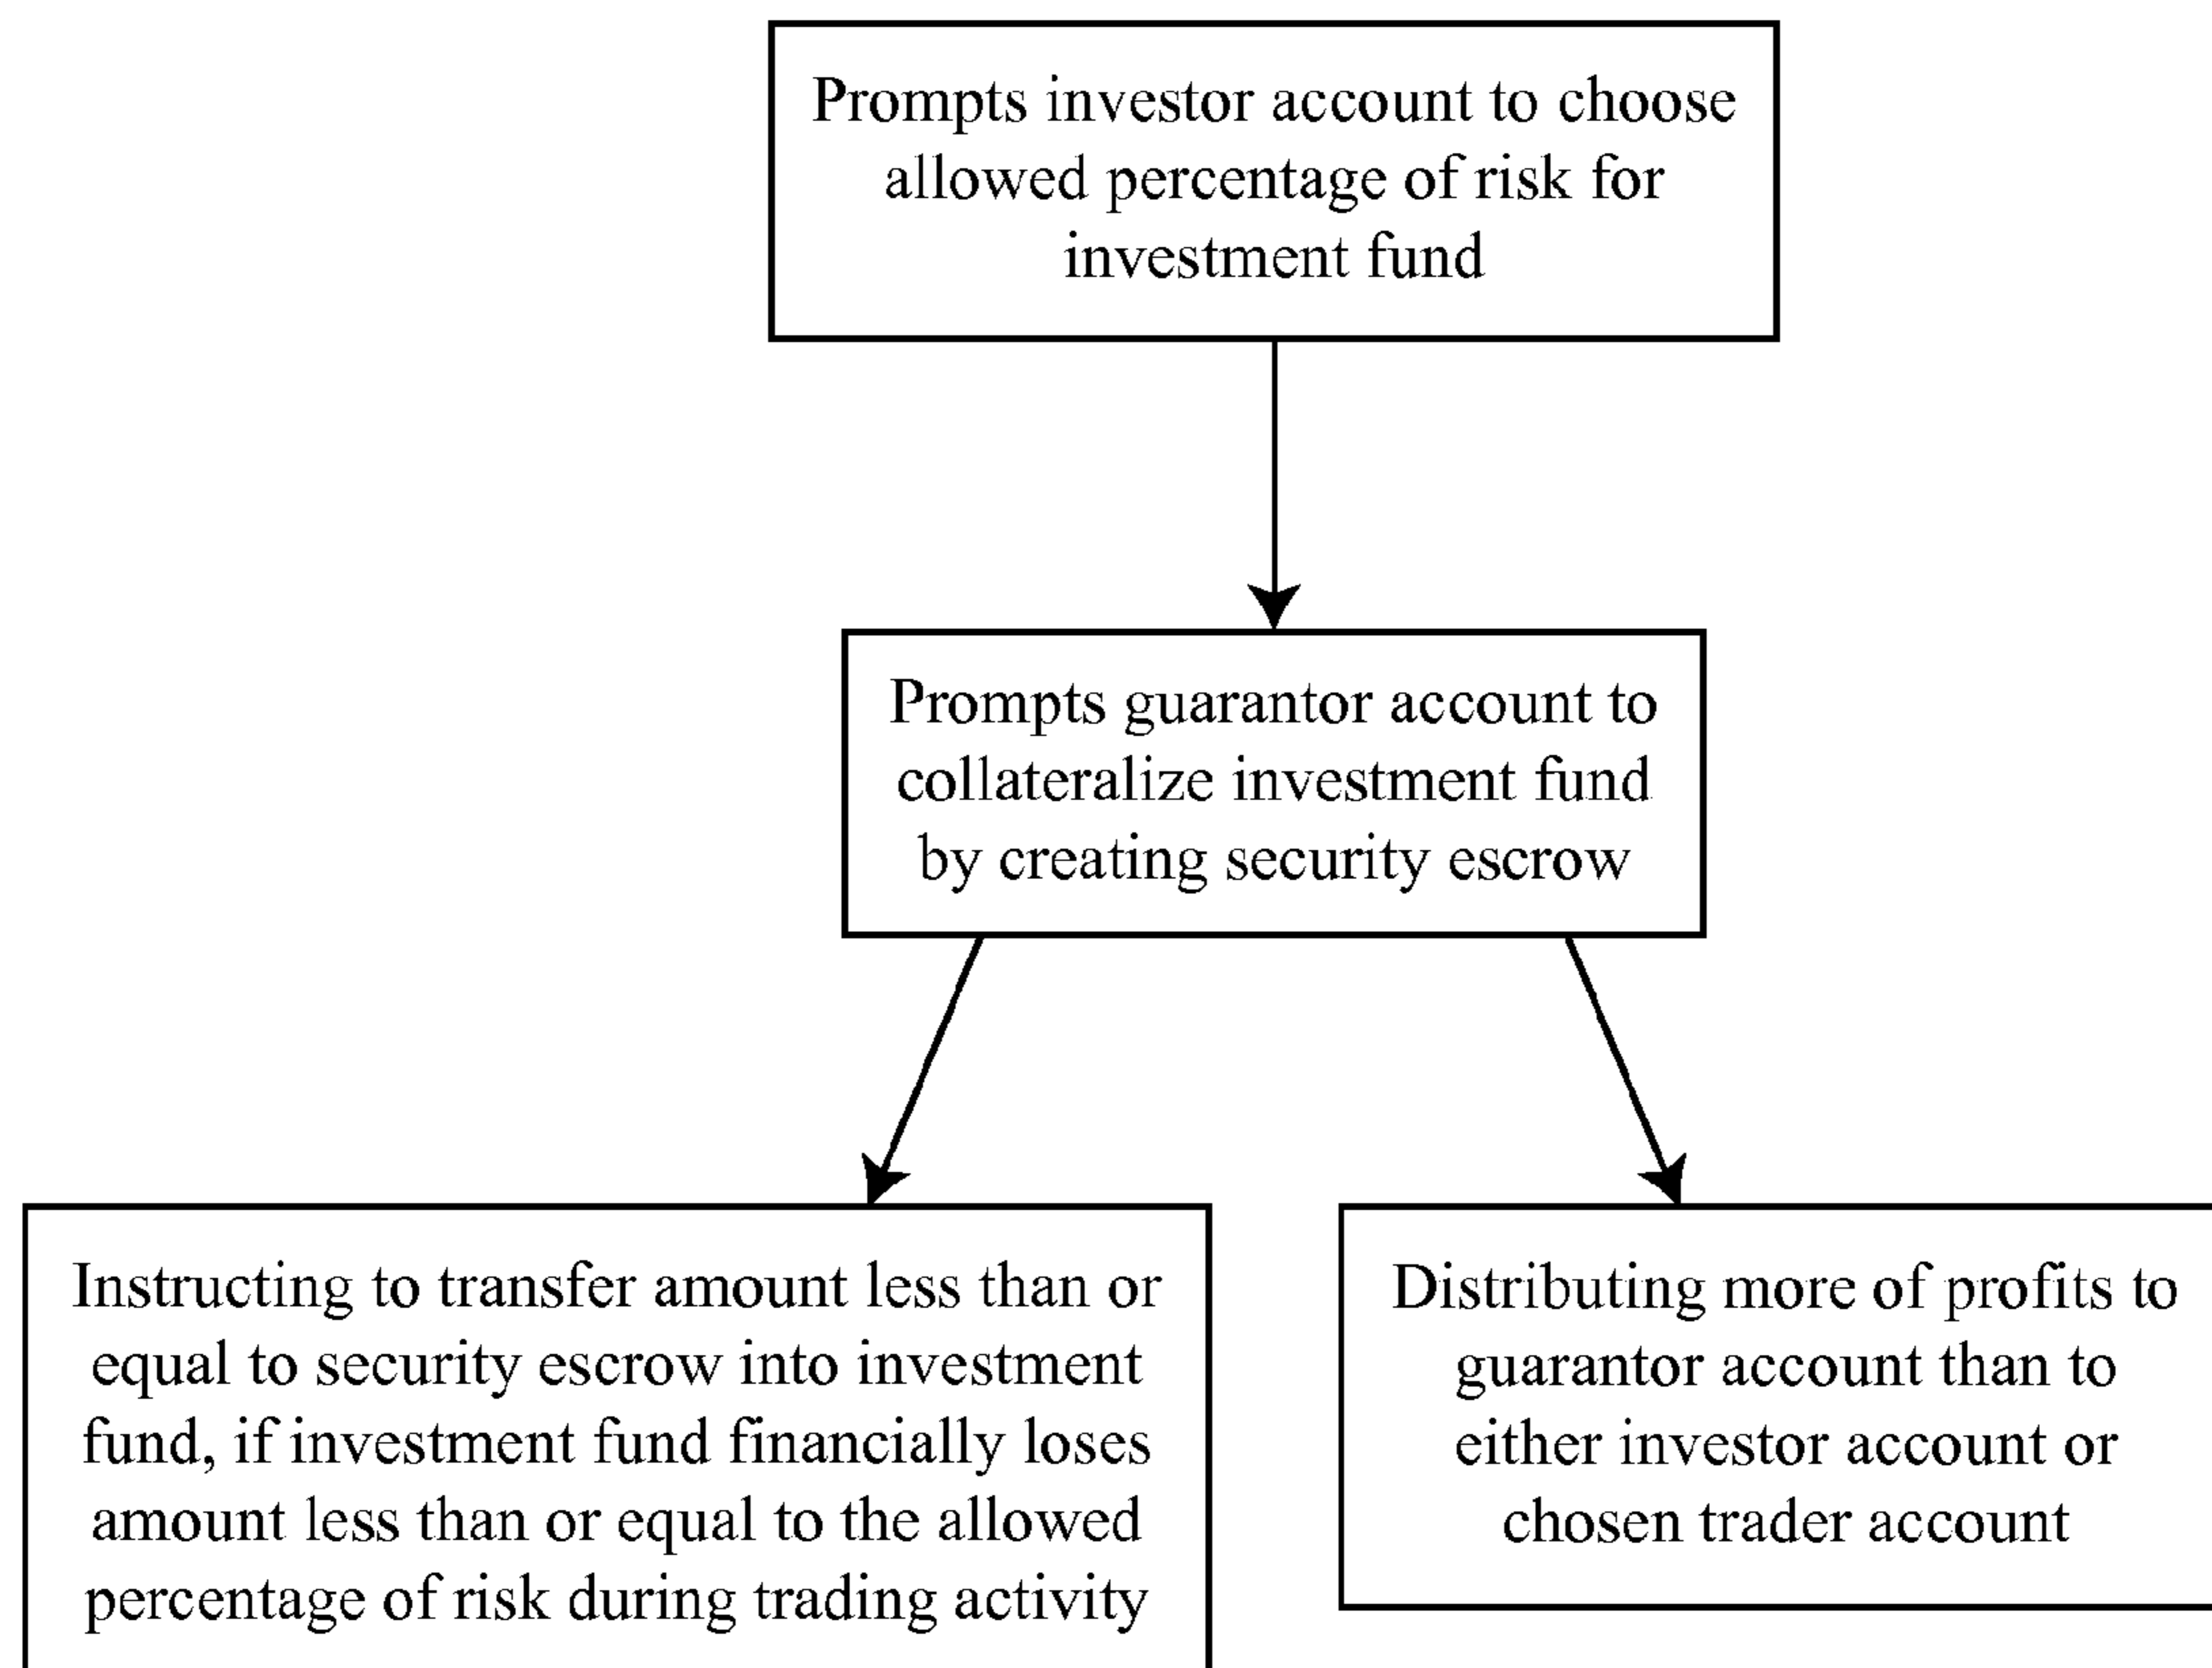 Prompts investor account to choose
allowed percentage of risk for
investment fund
Prompts guarantor account to
collateralize investment fund
by creating security escrow
Instructing to transfer amount less than or
equal to security escrow into investment
fund, if investment fund financially loses
amount less than or equal to the allowed
percentage of risk during trading activity
Distributing more of profits to
guarantor account than to
either investor account or
chosen trader account